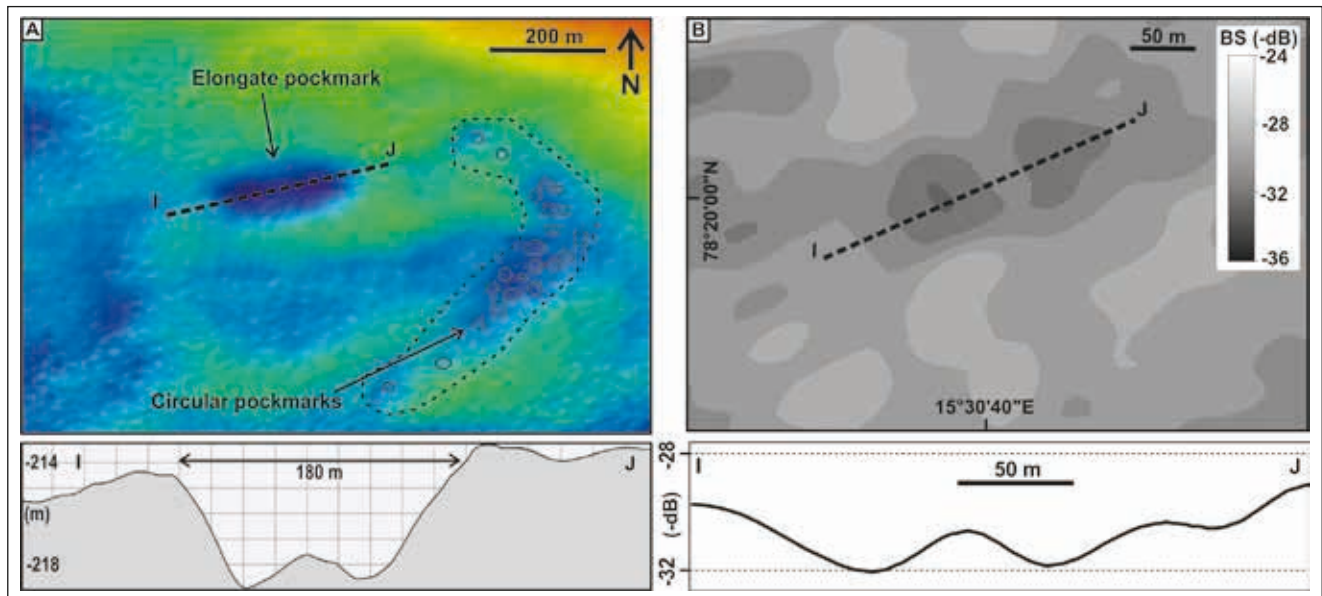 A
200 m
N
Elongate pockmark
J
I
Circular pockmarks
B
50 m
BS (-dB)
-24
-28
-32
-36
J
I
78°20'00"N
15°30'40"E
-214
I
180 m
J
(m)
-218
-28
I
50 m
J
(-dB)
-32